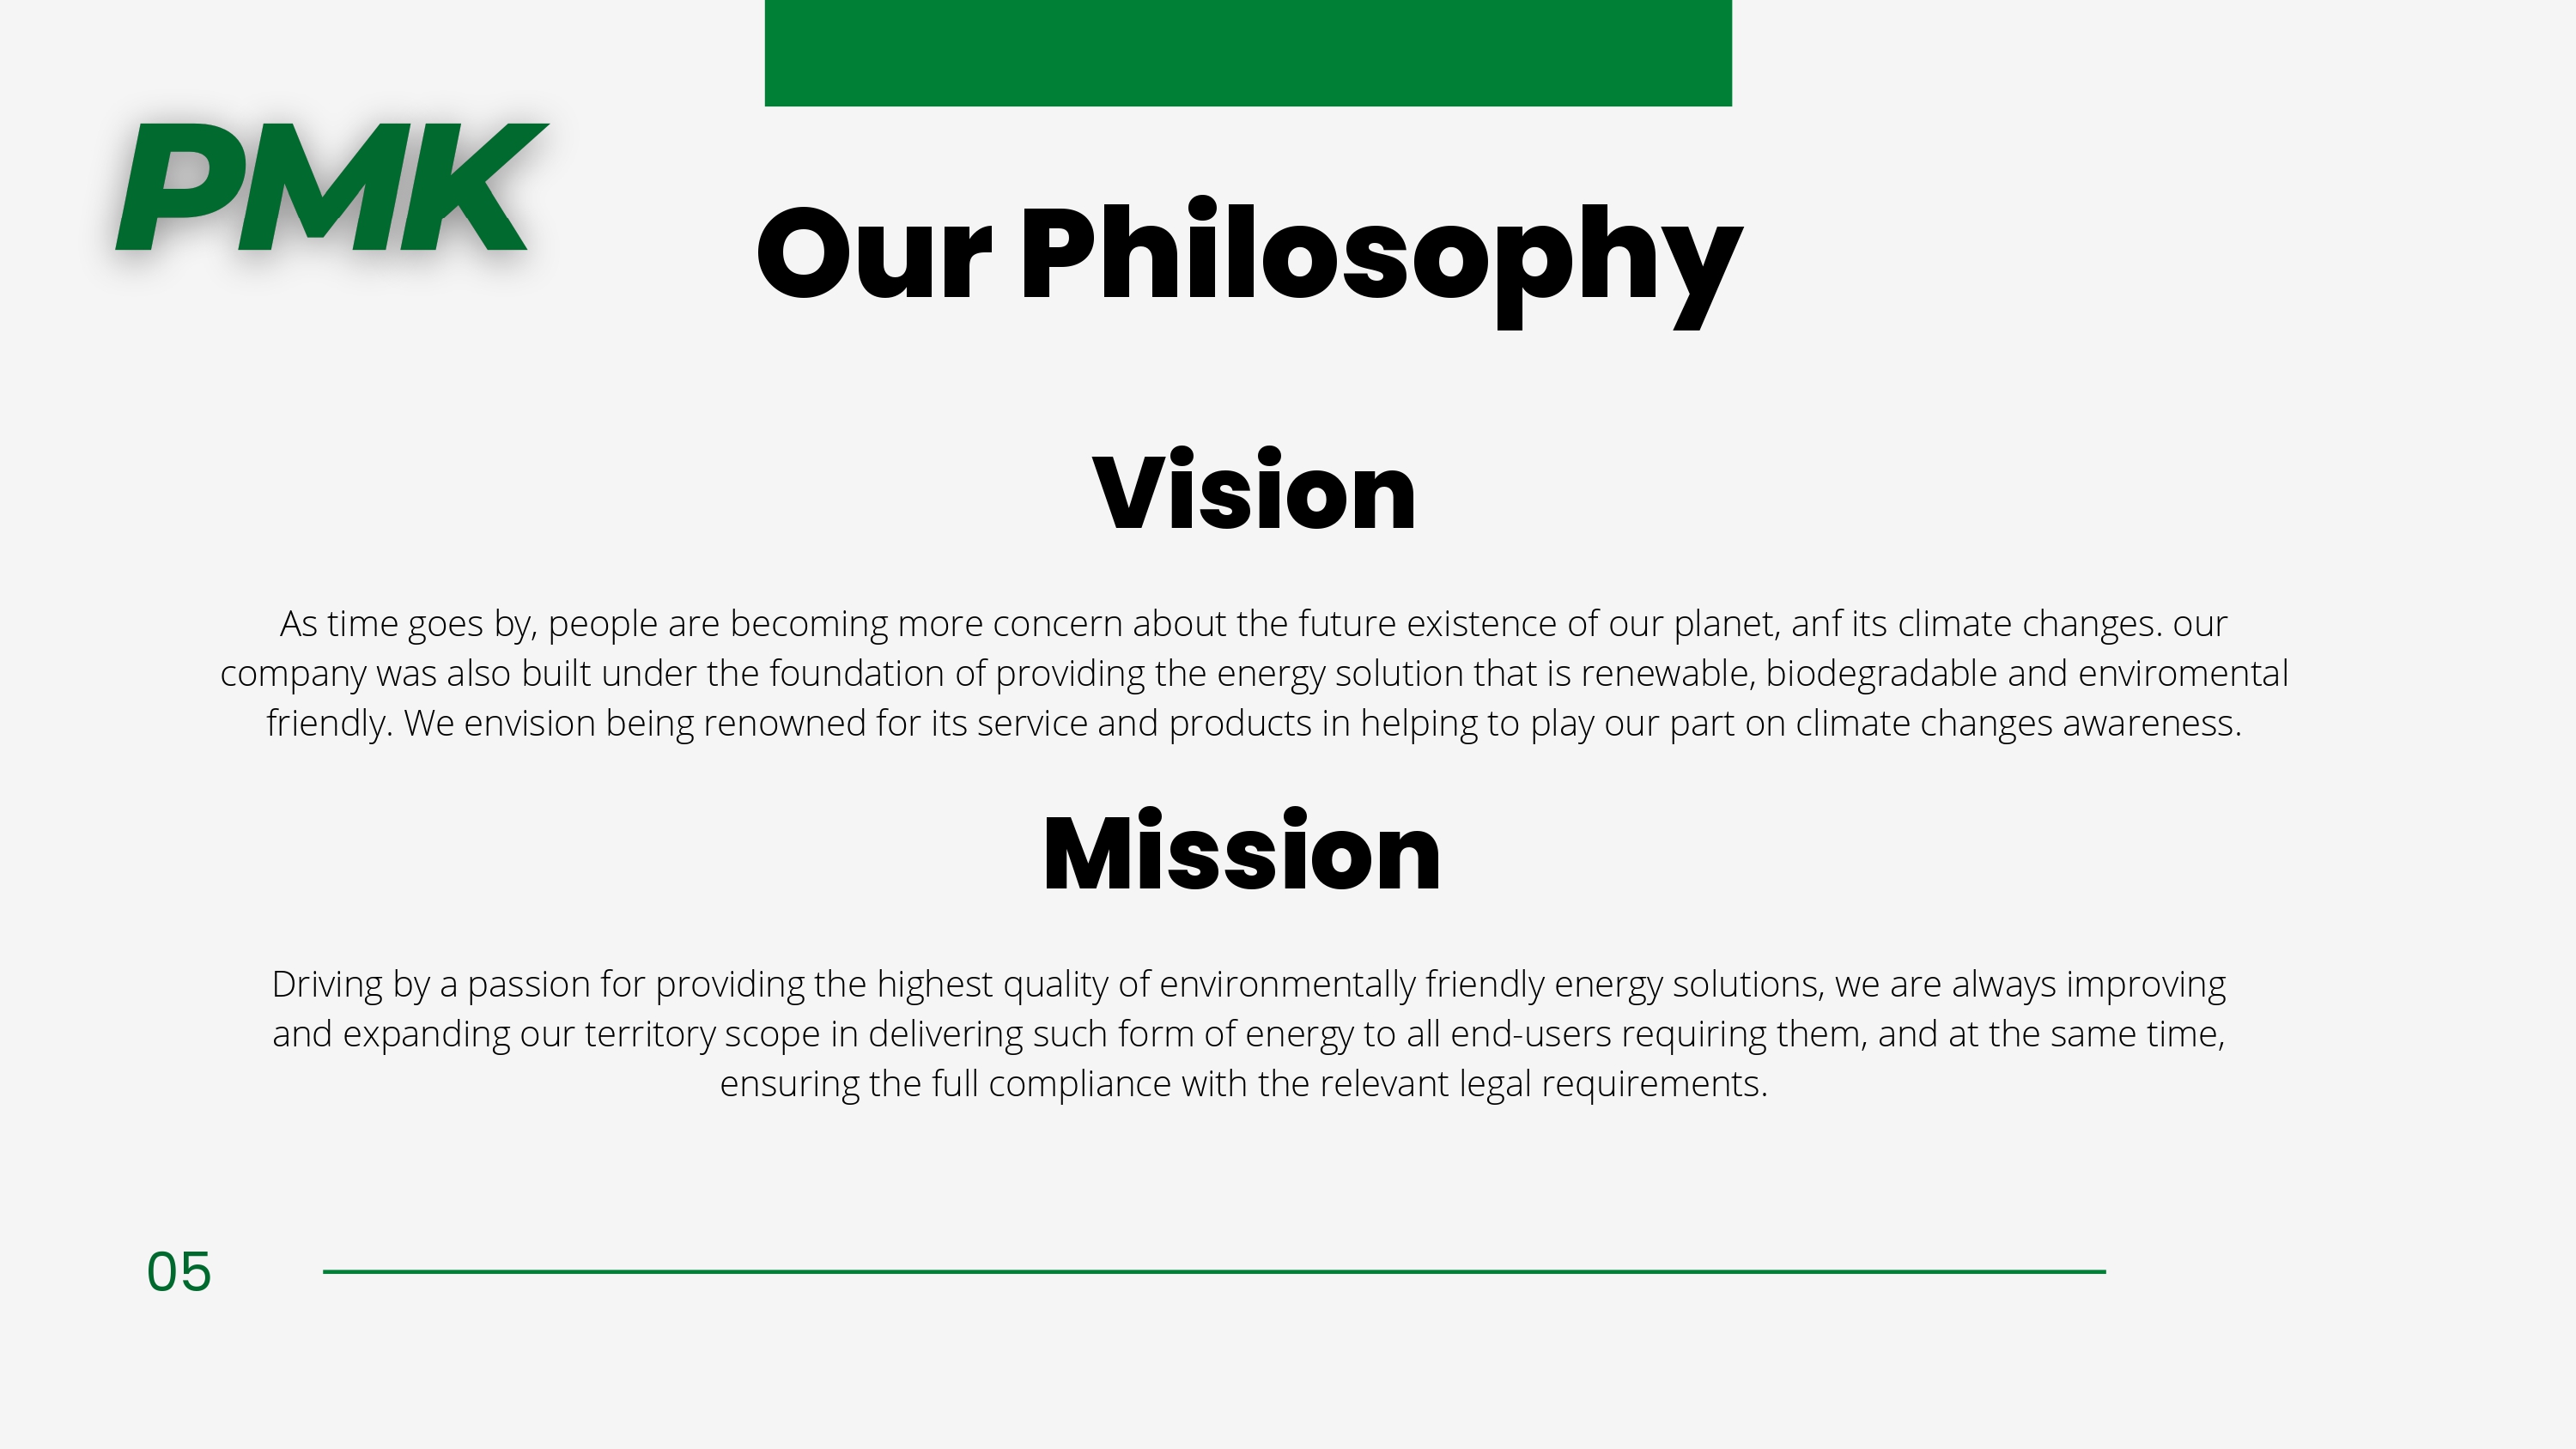 PMK
Our Philosophy
Vision
As time goes by, people are becoming more concern about the future existence of our planet, anf its climate changes. our
company was also built under the foundation of providing the energy solution that is renewable, biodegradable and enviromental
friendly. We envision being renowned for its service and products in helping to play our part on climate changes awareness.
Mission
Driving by a passion for providing the highest quality of environmentally friendly energy solutions, we are always improving
and expanding our territory scope in delivering such form of energy to all end-users requiring them, and at the same time,
ensuring the full compliance with the relevant legal requirements.
05